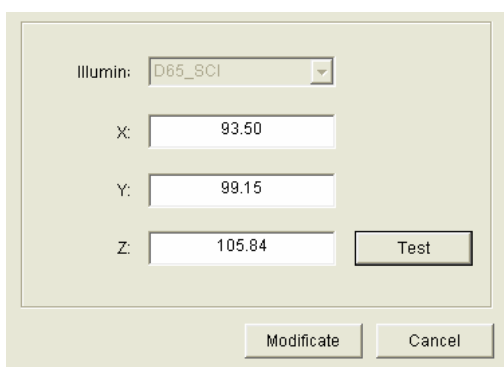 Illumin: D65_SCI
X: 93.50
Y: 99.15
Z: 105.84 Test
Modificate Cancel